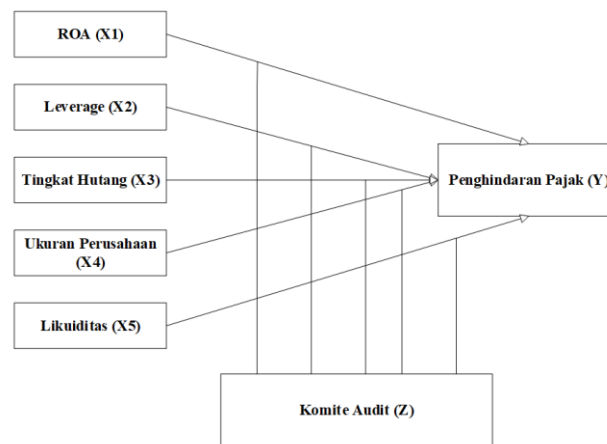 ROA (X1)
Leverage (X2)
Tingkat Hutang (X3)
Penghindaran Pajak (Y)
Ukuran Perusahaan
(X4)
Likuiditas (X5)
Komite Audit (Z)